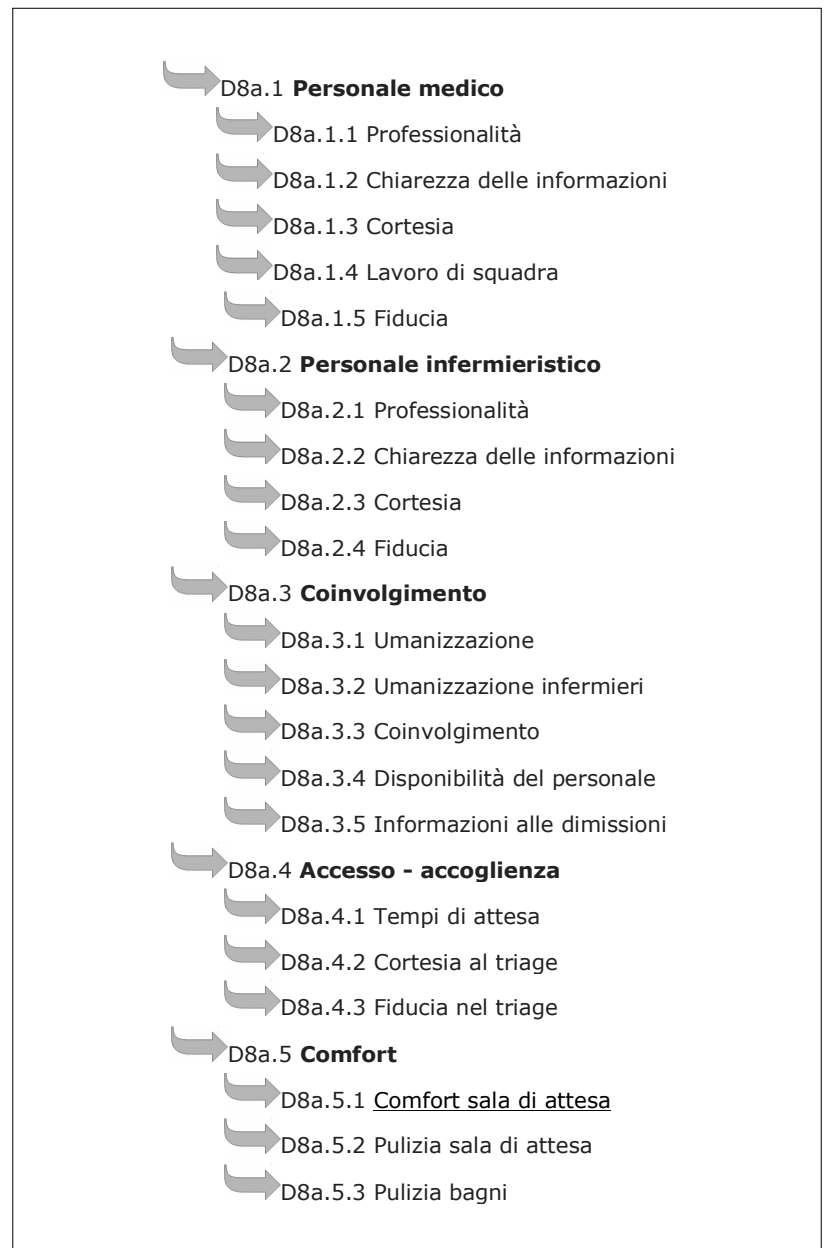 D8a.1 Personale medico
D8a.1.1 Professionalità
D8a.1.2 Chiarezza delle informazioni
D8a.1.3 Cortesia
D8a.1.4 Lavoro di squadra
D8a.1.5 Fiducia
D8a.2 Personale infermieristico
D8a.2.1 Professionalità
D8a.2.2 Chiarezza delle informazioni
D8a.2.3 Cortesia
D8a.2.4 Fiducia
D8a.3 Coinvolgimento
D8a.3.1 Umanizzazione
D8a.3.2 Umanizzazione infermieri
D8a.3.3 Coinvolgimento
D8a.3.4 Disponibilità del personale
D8a.3.5 Informazioni alle dimissioni
D8a.4 Accesso - accoglienza
D8a.4.1 Tempi di attesa
D8a.4.2 Cortesia al triage
D8a.4.3 Fiducia nel triage
D8a.5 Comfort
D8a.5.1 Comfort sala di attesa
D8a.5.2 Pulizia sala di attesa
D8a.5.3 Pulizia bagni